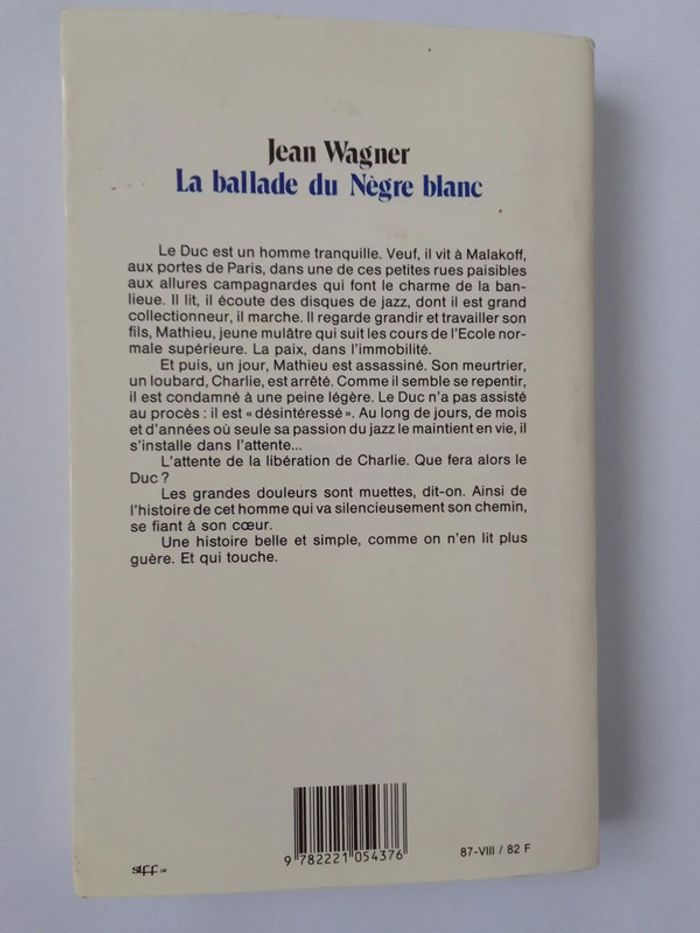 Jean Wagner
La ballade du Nègre blanc
Le Duc est un homme tranquille. Veuf, il vit à Malakoff,
aux portes de Paris, dans une de ces petites rues paisibles
aux allures campagnardes qui font le charme de la ban-
lieue. Il lit, il écoute des disques de jazz, dont il est grand
collectionneur, il marche. Il regarde grandir et travailler son
fils, Mathieu, jeune mulâtre qui suit les cours de l'Ecole nor-
male supérieure. La paix, dans l'immobilité.
Et puis, un jour, Mathieu est assassiné. Son meurtrier,
un loubard, Charlie, est arrêté. Comme il semble se repentir,
il est condamné à une peine légère. Le Duc n'a pas assisté
au procès : il est « désintéressé ». Au long de jours, de mois
et d'années où seule sa passion du jazz le maintient en vie, il
s'installe dans l'attente...
L'attente de la libération de Charlie. Que fera alors le
Duc ?
Les grandes douleurs sont muettes, dit-on. Ainsi de
l'histoire de cet homme qui va silencieusement son chemin,
se fiant à son cœur.
Une histoire belle et simple, comme on n'en lit plus
guère. Et qui touche.
9 782221 054376
87-VIII / 82 F